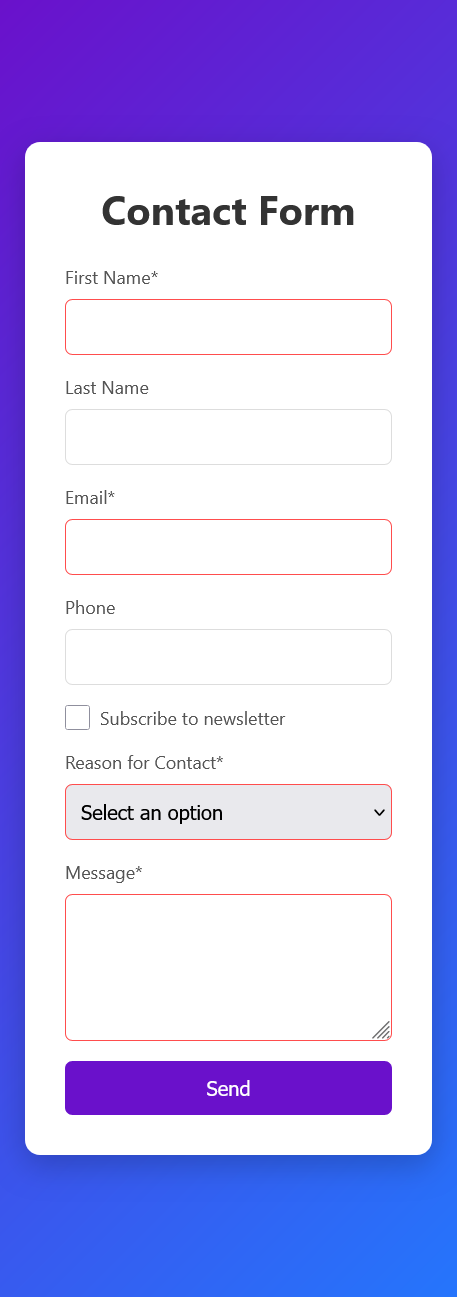 Contact Form
First Name*
Last Name
Email*
Phone
Subscribe to newsletter
Reason for Contact*
Select an option
Message*
Send